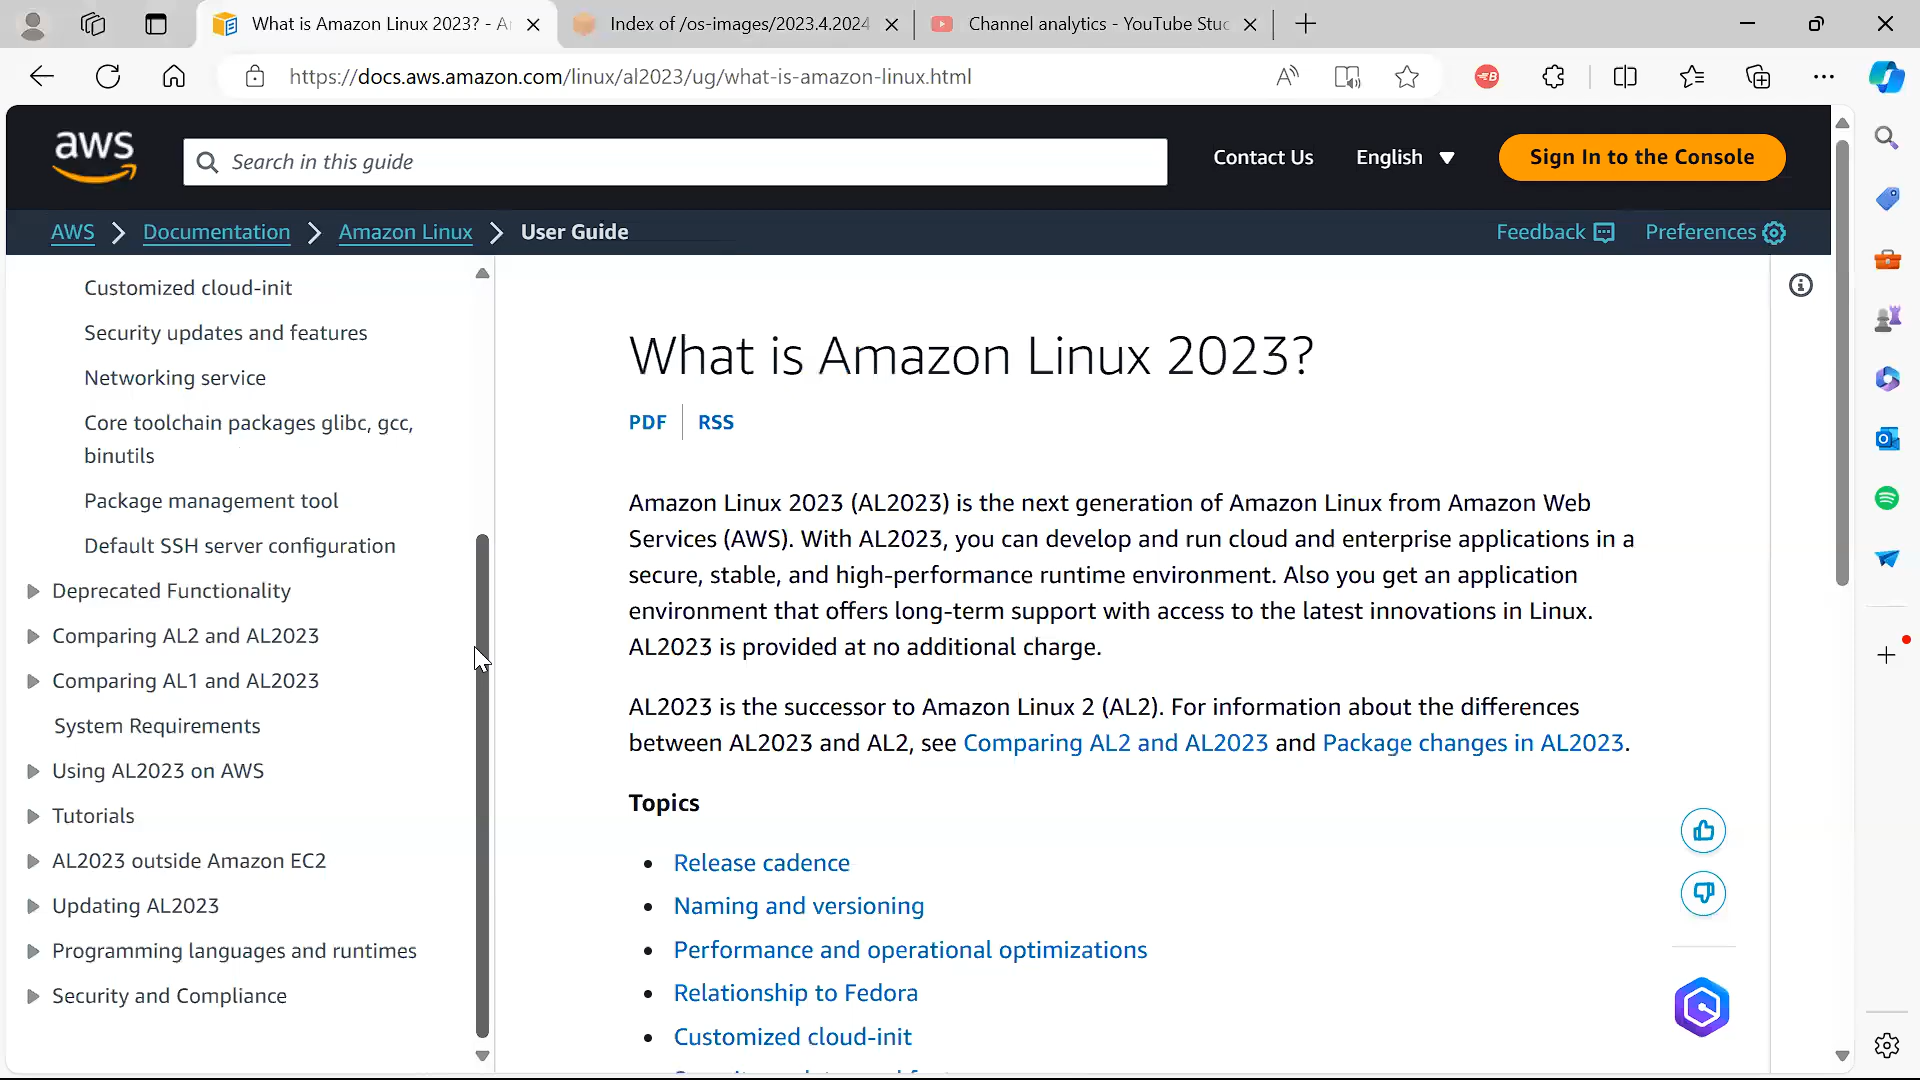 What is Amazon Linux 2023? - A
Index of /os-images/2023.4.2024
Channel analytics - YouTube Stud
https://docs.aws.amazon.com/linux/al2023/ug/what-is-amazon-linux.html
aws
Search in this guide
Contact Us
English
Sign In to the Console
AWS
Documentation
Amazon Linux
User Guide
Feedback
Preferences
Customized cloud-init
Security updates and features
Networking service
Core toolchain packages glibc, gcc,
binutils
Package management tool
Default SSH server configuration
Deprecated Functionality
Comparing AL2 and AL2023
Comparing AL1 and AL2023
System Requirements
Using AL2023 on AWS
Tutorials
AL2023 outside Amazon EC2
Updating AL2023
Programming languages and runtimes
Security and Compliance
What is Amazon Linux 2023?
PDF
RSS
Amazon Linux 2023 (AL2023) is the next generation of Amazon Linux from Amazon Web
Services (AWS). With AL2023, you can develop and run cloud and enterprise applications in a
secure, stable, and high-performance runtime environment. Also you get an application
environment that offers long-term support with access to the latest innovations in Linux.
AL2023 is provided at no additional charge.
AL2023 is the successor to Amazon Linux 2 (AL2). For information about the differences
between AL2023 and AL2, see Comparing AL2 and AL2023 and Package changes in AL2023.
Topics
• Release cadence
• Naming and versioning
• Performance and operational optimizations
• Relationship to Fedora
• Customized cloud-init